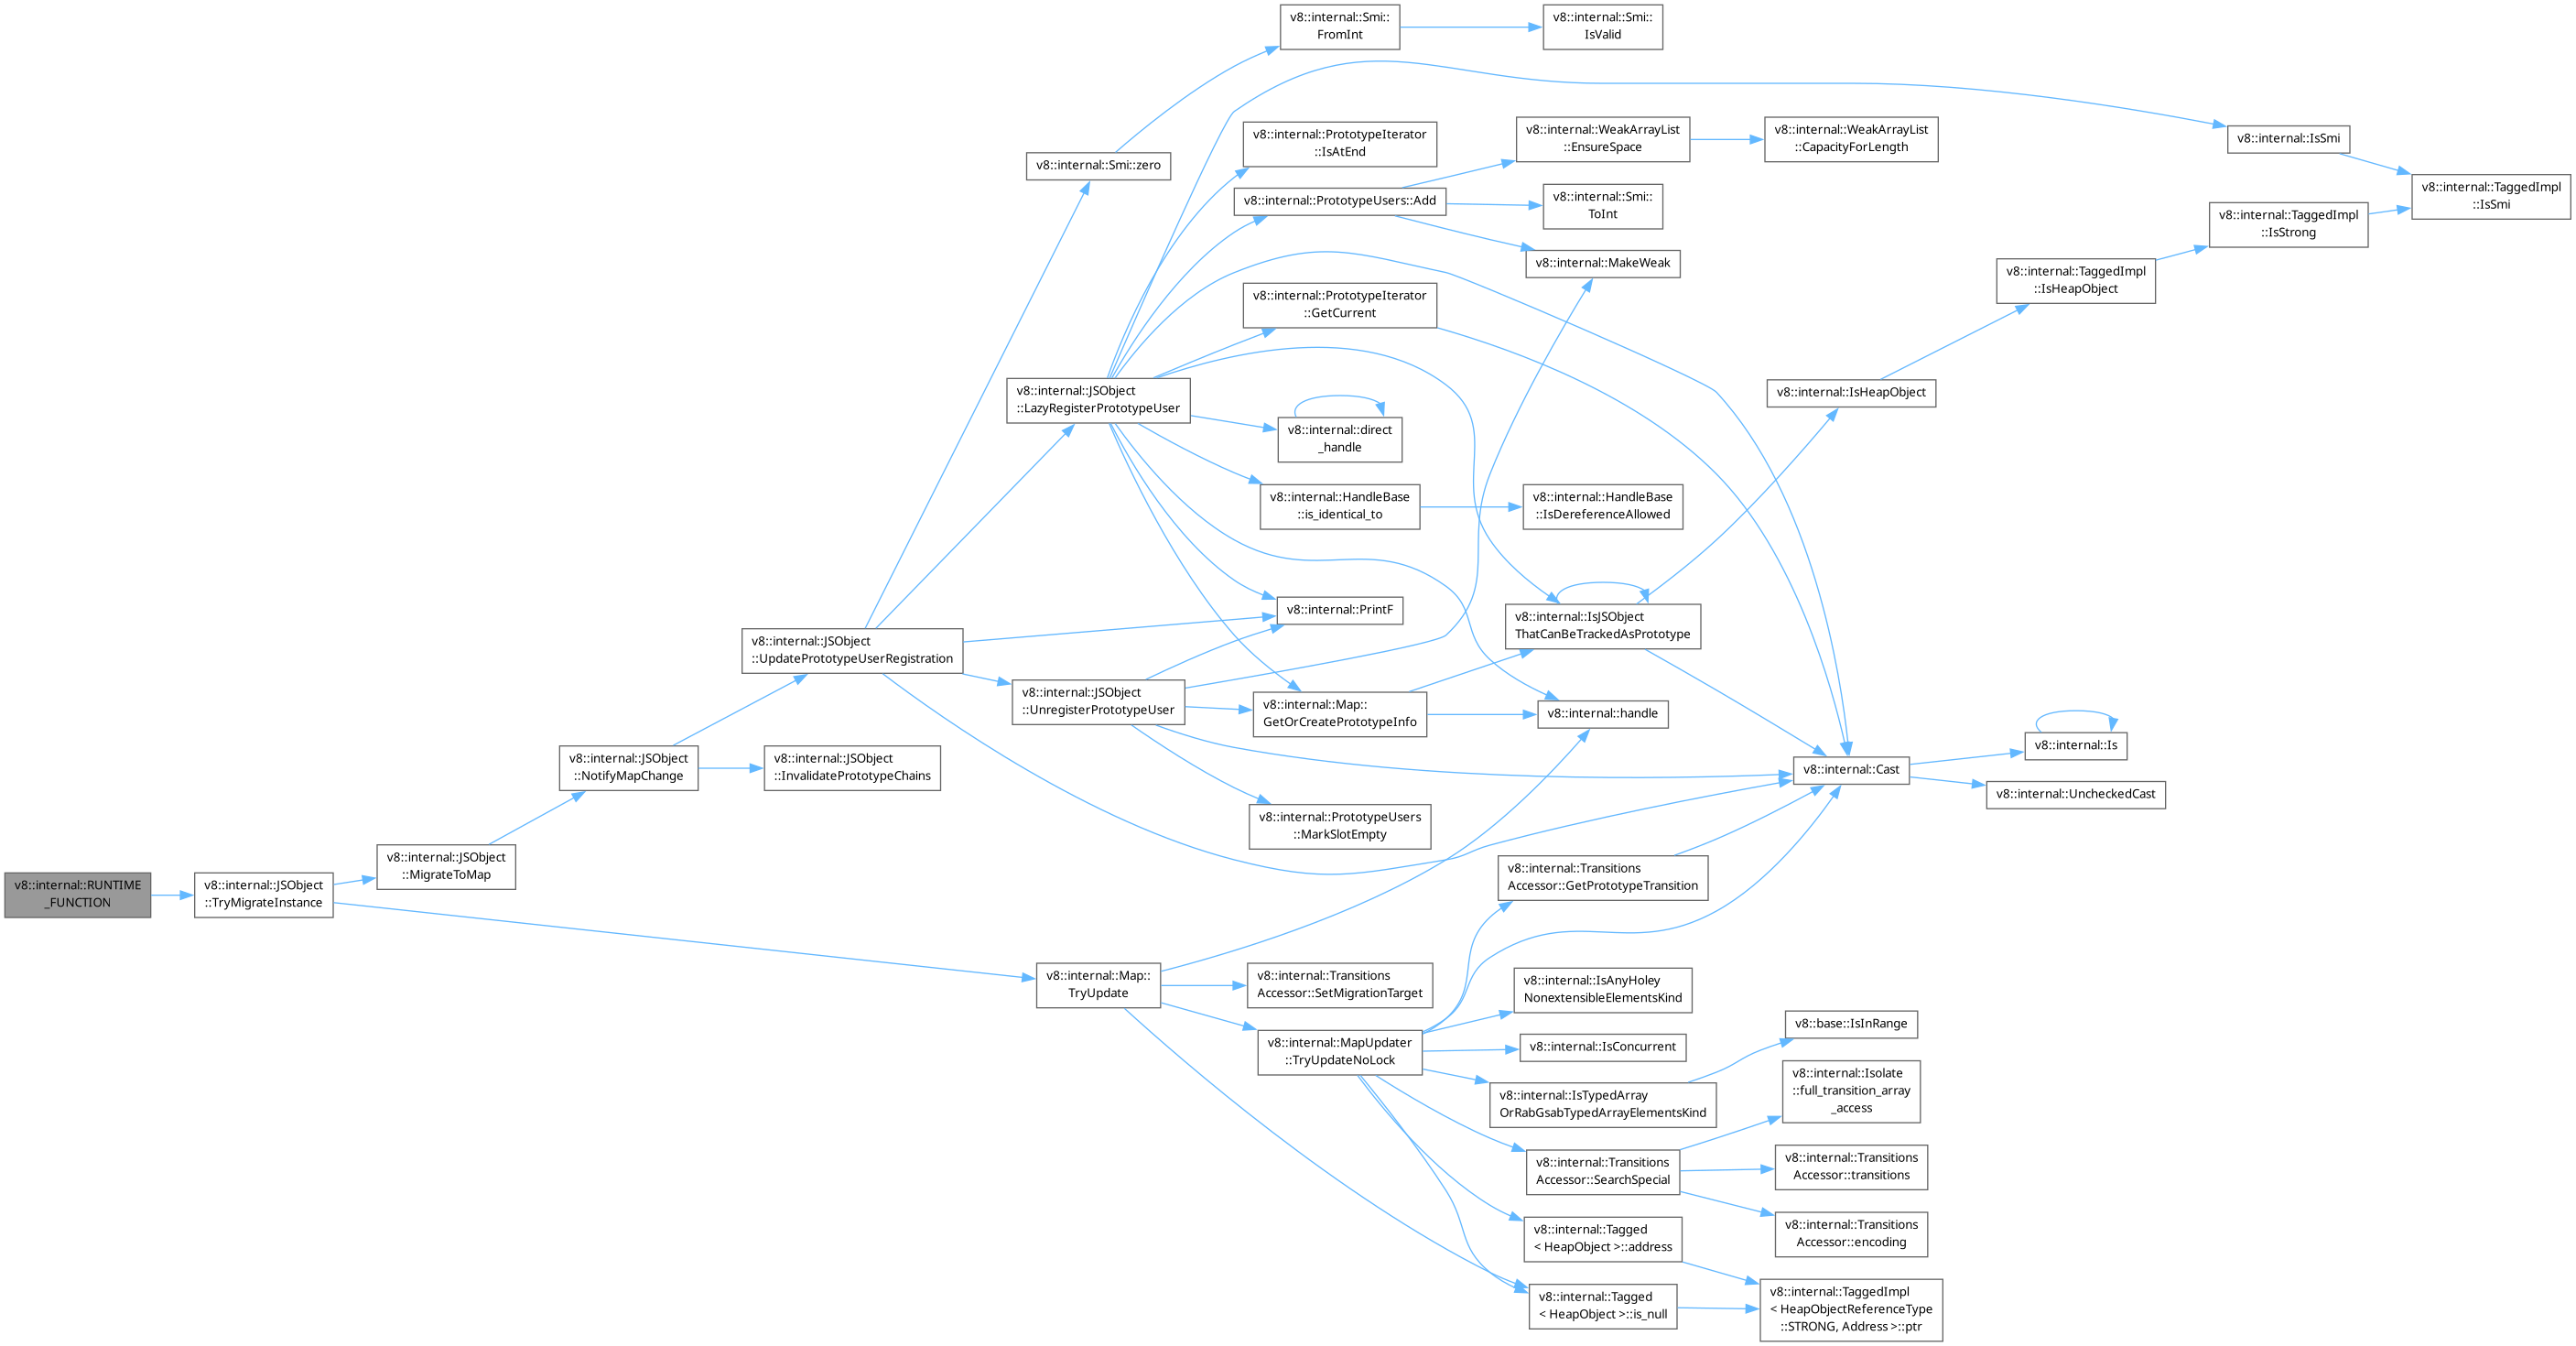 v8::internal::Smi::
FromInt
v8::internal::Smi::
IsValid
v8::internal::Smi::zero
v8::internal::PrototypeIterator
::IsAtEnd
v8::internal::WeakArrayList
::EnsureSpace
v8::internal::WeakArrayList
::CapacityForLength
v8::internal::IsSmi
v8::internal::PrototypeUsers::Add
v8::internal::Smi::
ToInt
v8::internal::TaggedImpl
::IsSmi
v8::internal::TaggedImpl
::IsStrong
v8::internal::MakeWeak
v8::internal::TaggedImpl
::IsHeapObject
v8::internal::PrototypeIterator
::GetCurrent
v8::internal::JSObject
::LazyRegisterPrototypeUser
v8::internal::IsHeapObject
v8::internal::direct
_handle
v8::internal::HandleBase
::is_identical_to
v8::internal::HandleBase
::IsDereferenceAllowed
v8::internal::PrintF
v8::internal::IsJSObject
ThatCanBeTrackedAsPrototype
v8::internal::JSObject
::UpdatePrototypeUserRegistration
v8::internal::JSObject
::UnregisterPrototypeUser
v8::internal::Map::
GetOrCreatePrototypeInfo
v8::internal::handle
v8::internal::Is
v8::internal::JSObject
::NotifyMapChange
v8::internal::JSObject
::InvalidatePrototypeChains
v8::internal::Cast
v8::internal::UncheckedCast
v8::internal::PrototypeUsers
::MarkSlotEmpty
v8::internal::JSObject
::MigrateToMap
v8::internal::RUNTIME
_FUNCTION
v8::internal::JSObject
::TryMigrateInstance
v8::internal::Transitions
Accessor::GetPrototypeTransition
v8::internal::Map::
TryUpdate
v8::internal::Transitions
Accessor::SetMigrationTarget
v8::internal::IsAnyHoley
NonextensibleElementsKind
v8::internal::MapUpdater
::TryUpdateNoLock
v8::internal::IsConcurrent
v8::base::IsInRange
v8::internal::IsTypedArray
OrRabGsabTypedArrayElementsKind
v8::internal::Isolate
::full_transition_array
_access
v8::internal::Transitions
Accessor::SearchSpecial
v8::internal::Transitions
Accessor::transitions
v8::internal::Transitions
Accessor::encoding
v8::internal::Tagged
< HeapObject >::address
v8::internal::Tagged
< HeapObject >::is_null
v8::internal::TaggedImpl
< HeapObjectReferenceType
::STRONG, Address >::ptr